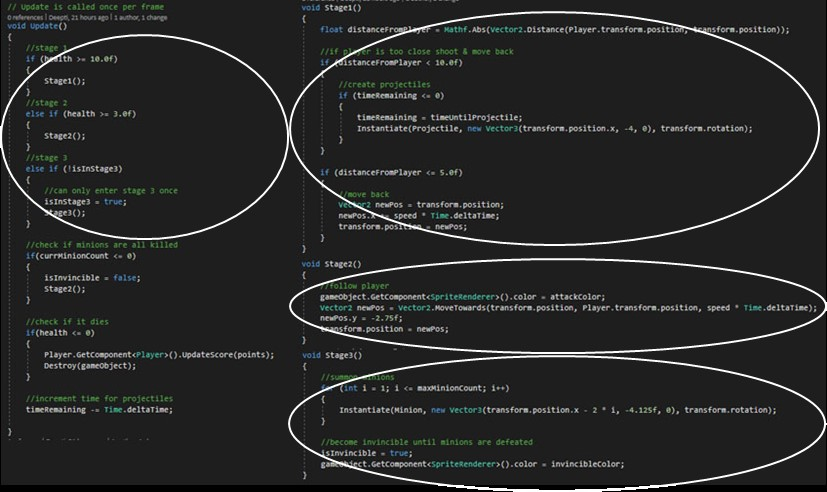 // Update is called once per frame
0 references | Deepti, 21 hours ago | 1 author, 1 change
void Update()
{
//stage 1
if (health >= 10.0f)
{
Stage1();
}
//stage 2
else if (health >= 3.0f)
{
Stage2();
}
//stage 3
else if (!isInStage3)
{
//can only enter stage 3 once
isInStage3 = true;
Stage3();
}
//check if minions are all killed
if(currMinionCount <= 0)
{
isInvincible = false;
Stage2();
}
//check if it dies
if(health <= 0)
{
Player.GetComponent<Player>().UpdateScore(points);
Destroy(gameObject);
}
//increment time for projectiles
timeRemaining -= Time.deltaTime;
}
void Stage1()
{
float distanceFromPlayer = Mathf.Abs(Vector2.Distance(Player.transform.position, transform.position));
//if player is too close shoot & move back
if (distanceFromPlayer < 10.0f)
{
//create projectiles
if (timeRemaining <= 0)
{
timeRemaining = timeUntilProjectile;
Instantiate(Projectile, new Vector3(transform.position.x, -4, 0), transform.rotation);
}
}
if (distanceFromPlayer <= 5.0f)
{
//move back
Vector2 newPos = transform.position;
newPos.x += speed * Time.deltaTime;
transform.position = newPos;
}
}
void Stage2()
{
//follow player
gameObject.GetComponent<SpriteRenderer>().color = attackColor;
Vector2 newPos = Vector2.MoveTowards(transform.position, Player.transform.position, speed * Time.deltaTime);
newPos.y = -2.75f;
transform.position = newPos;
void Stage3()
{
//summon minions
for (int i = 1; i <= maxMinionCount; i++)
{
Instantiate(Minion, new Vector3(transform.position.x - 2 * i, -4.125f, 0), transform.rotation);
}
//become invincible until minions are defeated
isInvincible = true;
gameObject.GetComponent<SpriteRenderer>().color = invincibleColor;
}